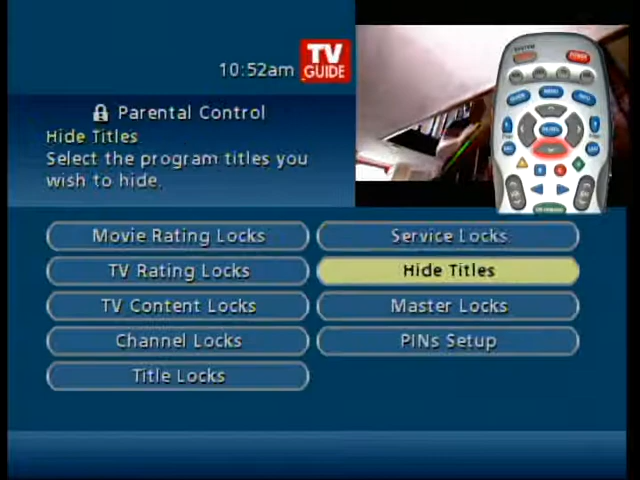 10:52am
TV
GUIDE
Parental Control
Hide Titles
Select the program titles you
wish to hide.
Movie Rating Locks
Service Locks
TV Rating Locks
Hide Titles
TV Content Locks
Master Locks
Channel Locks
PINs Setup
Title Locks